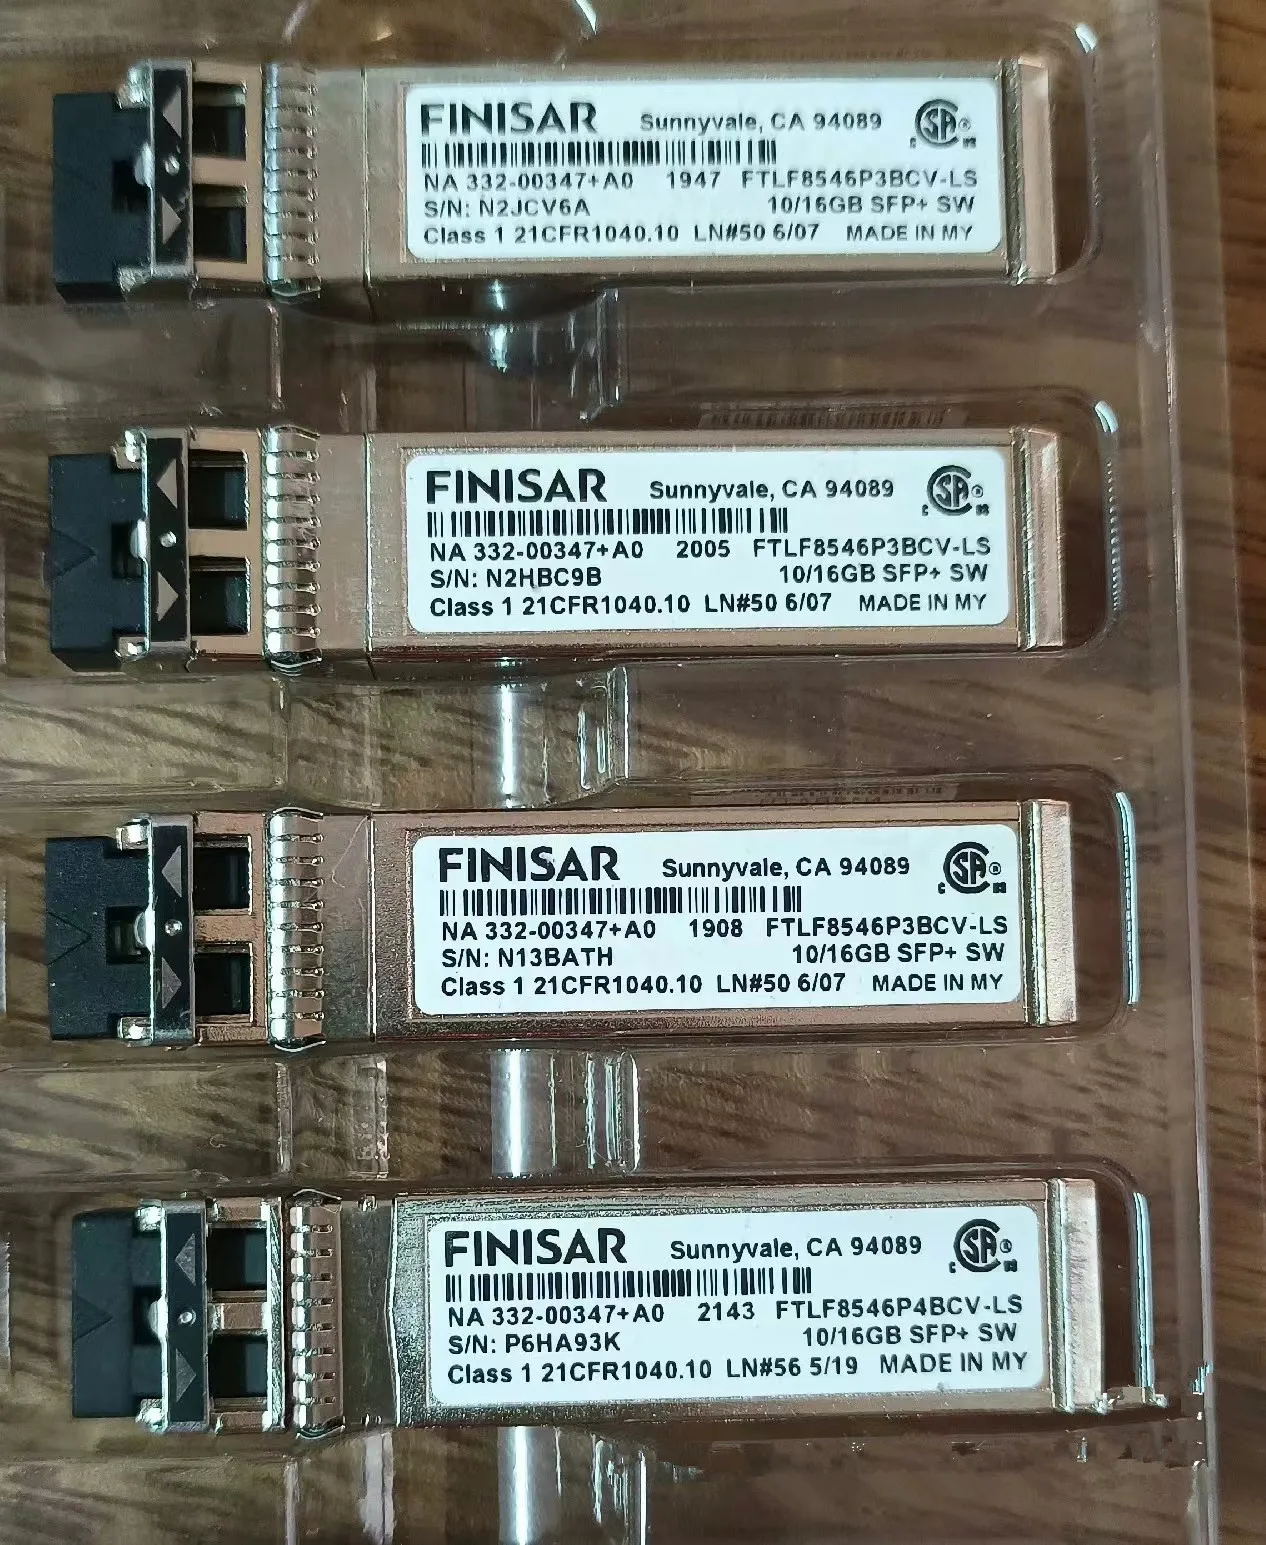 FINISAR Sunnyvale, CA 94089
NA 332-00347+A0 1947 FTLF8546P3BCV-LS
S/N: N2JCV6A 10/16GB SFP+ SW
Class 1 21CFR1040.10 LN#50 6/07 MADE IN MY
FINISAR Sunnyvale, CA 94089
NA 332-00347+A0 2005 FTLF8546P3BCV-LS
S/N: N2HBC9B 10/16GB SFP+ SW
Class 1 21CFR1040.10 LN#50 6/07 MADE IN MY
FINISAR Sunnyvale, CA 94089
NA 332-00347+A0 1908 FTLF8546P3BCV-LS
S/N: N13BATH 10/16GB SFP+ SW
Class 1 21CFR1040.10 LN#50 6/07 MADE IN MY
FINISAR Sunnyvale, CA 94089
NA 332-00347+A0 2143 FTLF8546P4BCV-LS
S/N: P6HA93K 10/16GB SFP+ SW
Class 1 21CFR1040.10 LN#56 5/19 MADE IN MY